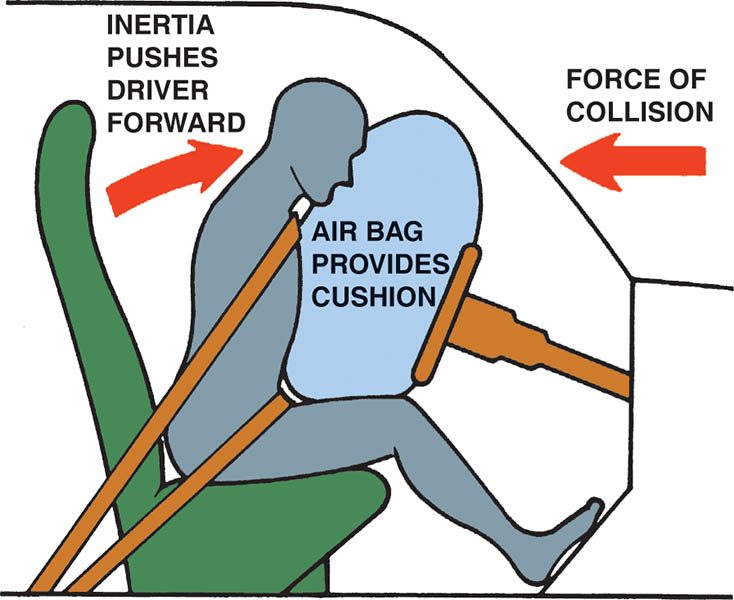 INERTIA
PUSHES
DRIVER
FORWARD
FORCE OF
COLLISION
AIR BAG
PROVIDES
CUSHION